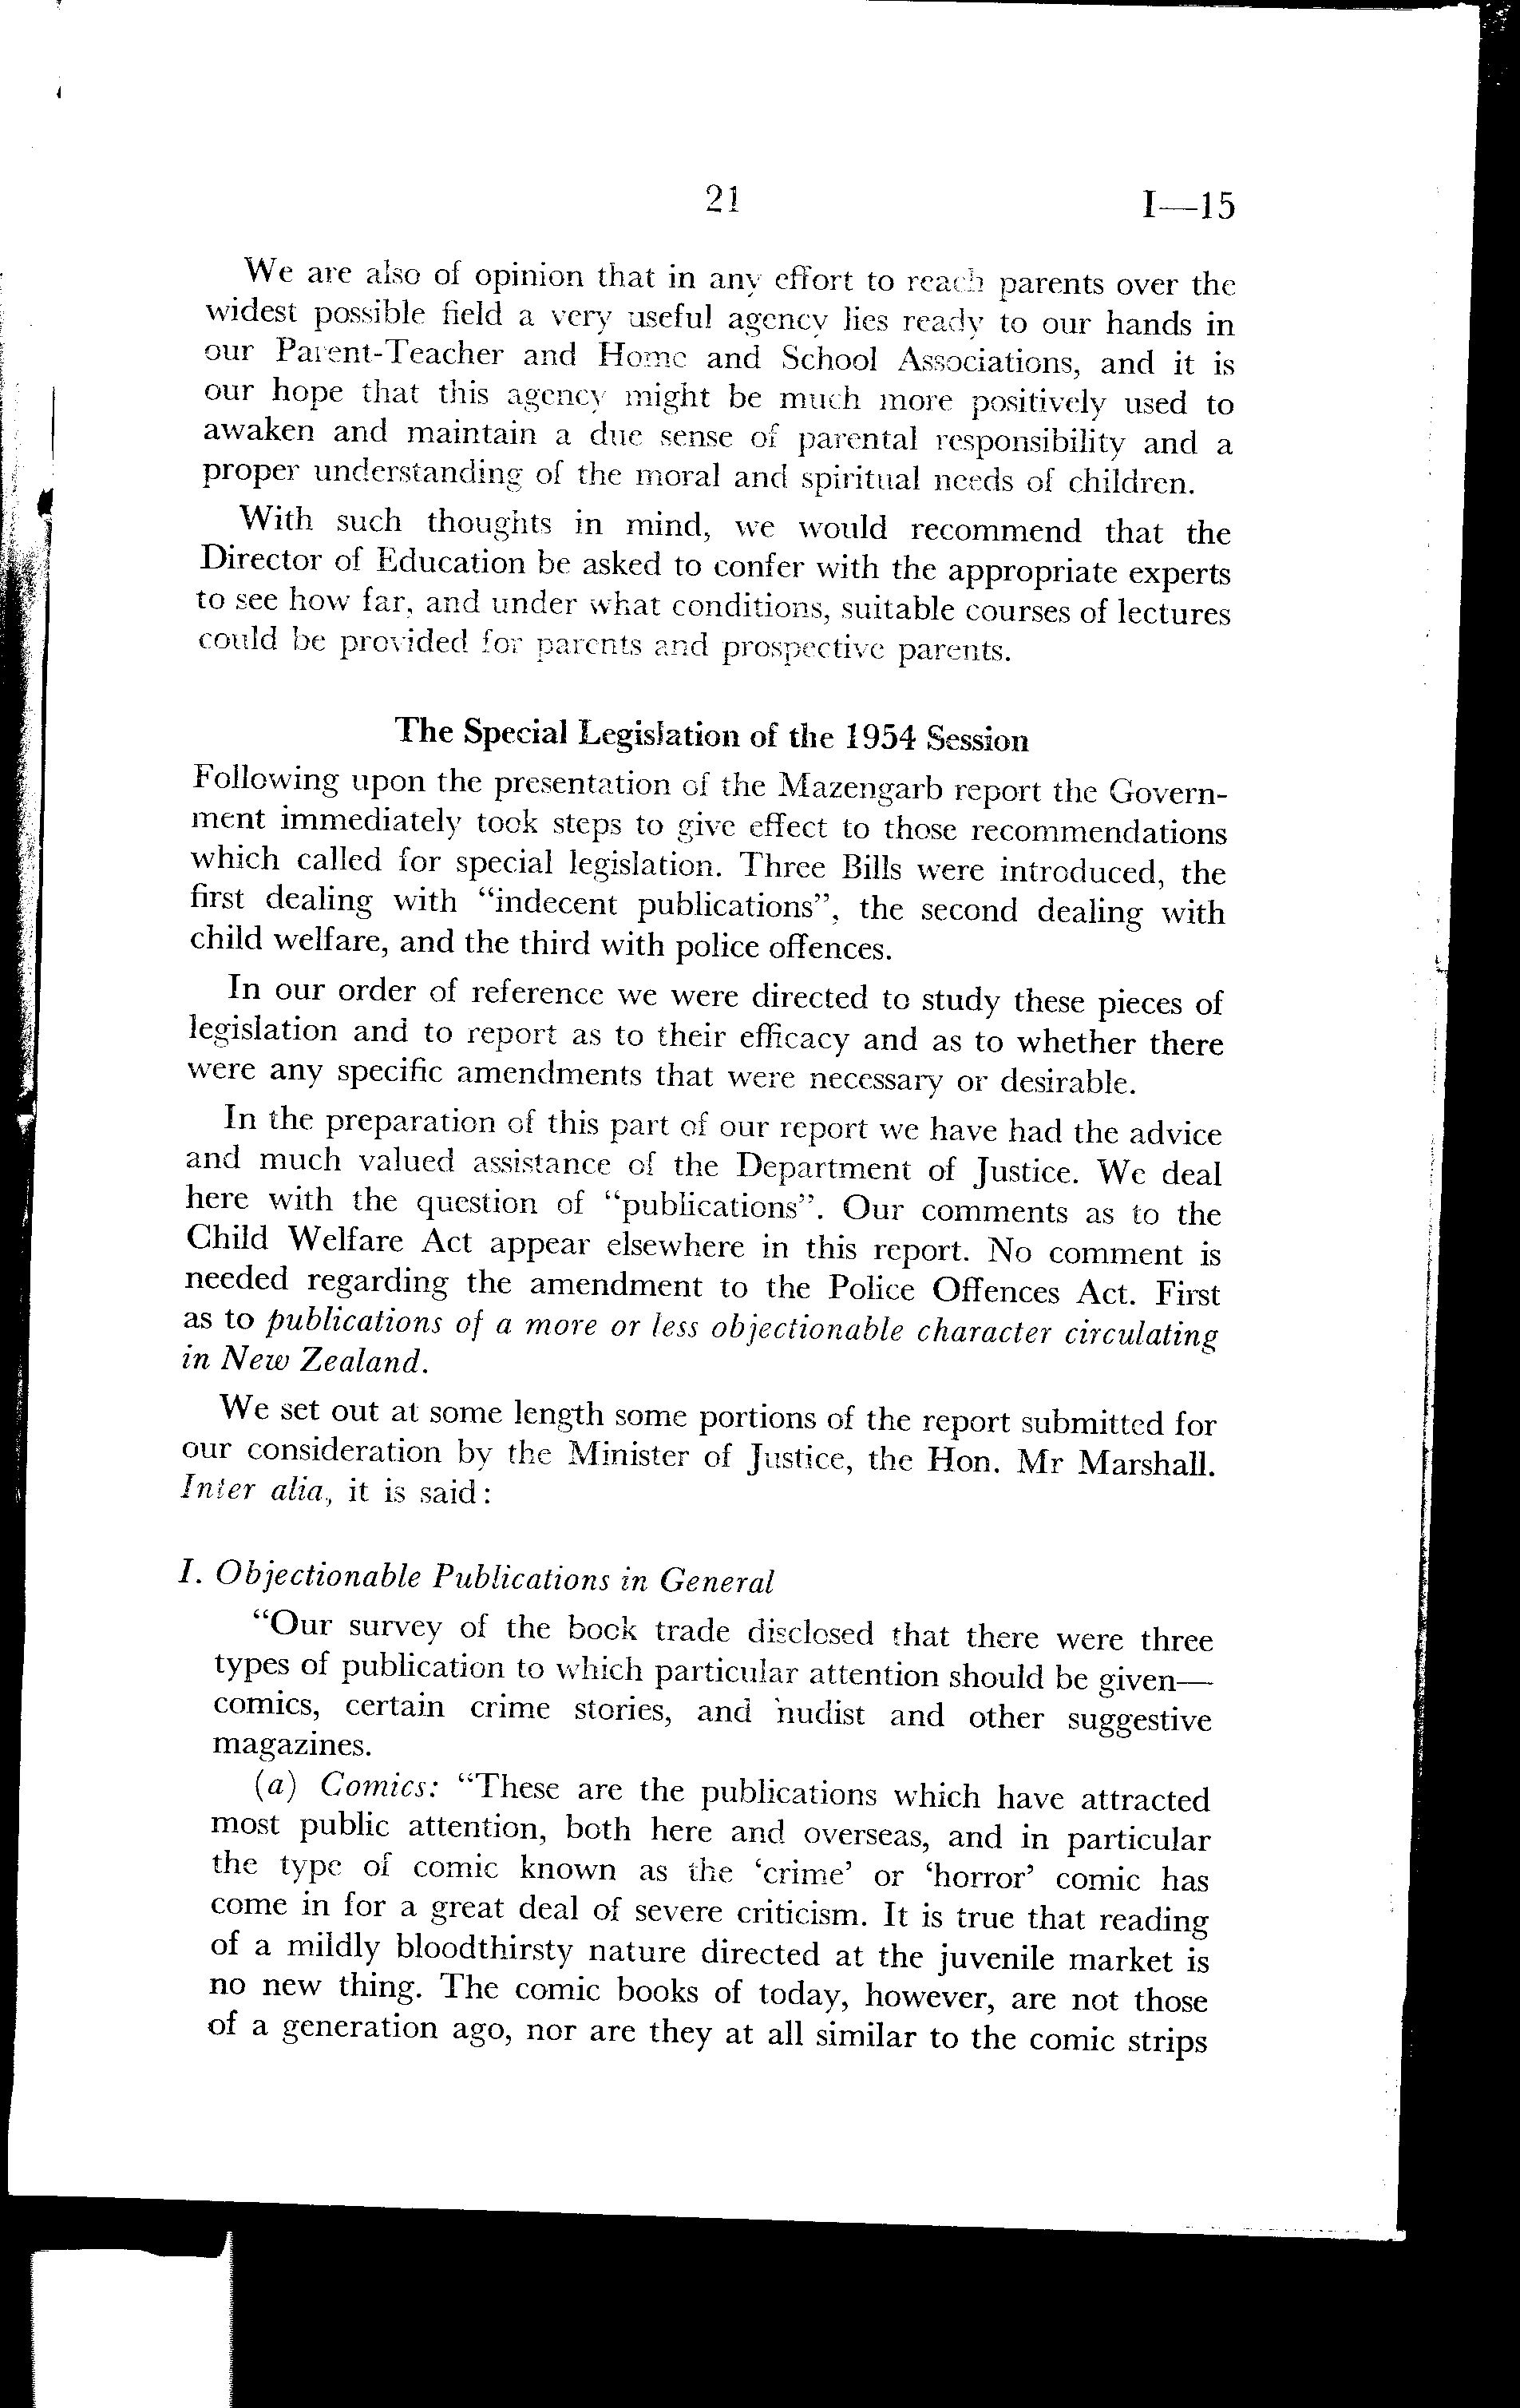 21
I—15
We are also of opinion that in any effort to reach parents over the
widest possible field a very useful agency lies ready to our hands in
our Parent-Teacher and Home and School Associations, and it is
our hope that this agency might be much more positively used to
awaken and maintain a due sense of parental responsibility and a
proper understanding of the moral and spiritual needs of children.
With such thoughts in mind, we would recommend that the
Director of Education be asked to confer with the appropriate experts
to see how far, and under what conditions, suitable courses of lectures
could be provided for parents and prospective parents.
The Special Legislation of the 1954 Session
Following upon the presentation of the Mazengarb report the Govern-
ment immediately took steps to give effect to those recommendations
which called for special legislation. Three Bills were introduced, the
first dealing with "indecent publications", the second dealing with
child welfare, and the third with police offences.
In our order of reference we were directed to study these pieces of
legislation and to report as to their efficacy and as to whether there
were any specific amendments that were necessary or desirable.
In the preparation of this part of our report we have had the advice
and much valued assistance of the Department of Justice. We deal
here with the question of "publications". Our comments as to the
Child Welfare Act appear elsewhere in this report. No comment is
needed regarding the amendment to the Police Offences Act. First
as to publications of a more or less objectionable character circulating
in New Zealand.
We set out at some length some portions of the report submitted for
our consideration by the Minister of Justice, the Hon. Mr Marshall.
Inter alia, it is said:
I. Objectionable Publications in General
"Our survey of the book trade disclosed that there were three
types of publication to which particular attention should be given—
comics, certain crime stories, and nudist and other suggestive
magazines.
(a) Comics: "These are the publications which have attracted
most public attention, both here and overseas, and in particular
the type of comic known as the 'crime' or 'horror' comic has
come in for a great deal of severe criticism. It is true that reading
of a mildly bloodthirsty nature directed at the juvenile market is
no new thing. The comic books of today, however, are not those
of a generation ago, nor are they at all similar to the comic strips